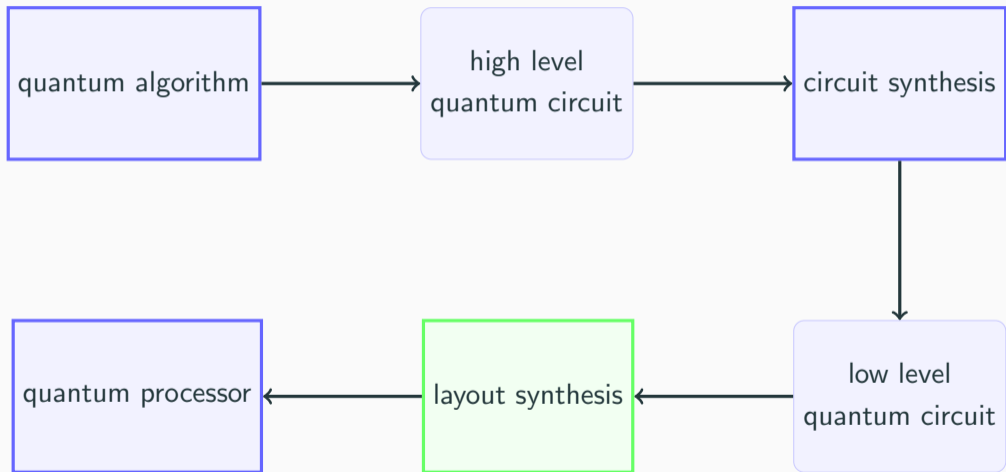 quantum algorithm
high level
quantum circuit
circuit synthesis
quantum processor
layout synthesis
low level
quantum circuit